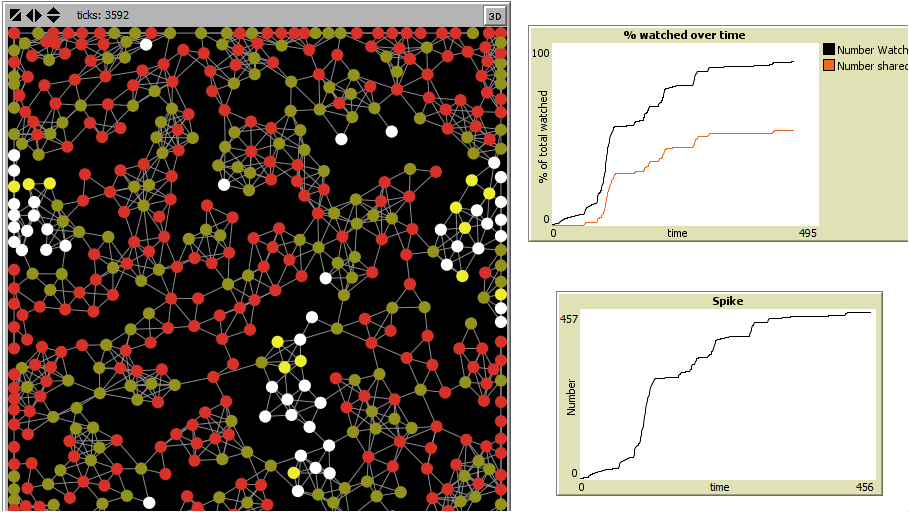 ticks: 3592
3D
% watched over time
100
% of total watched
0
0
time
495
Number Watch
Number shared
Spike
457
Number
0
0
time
456